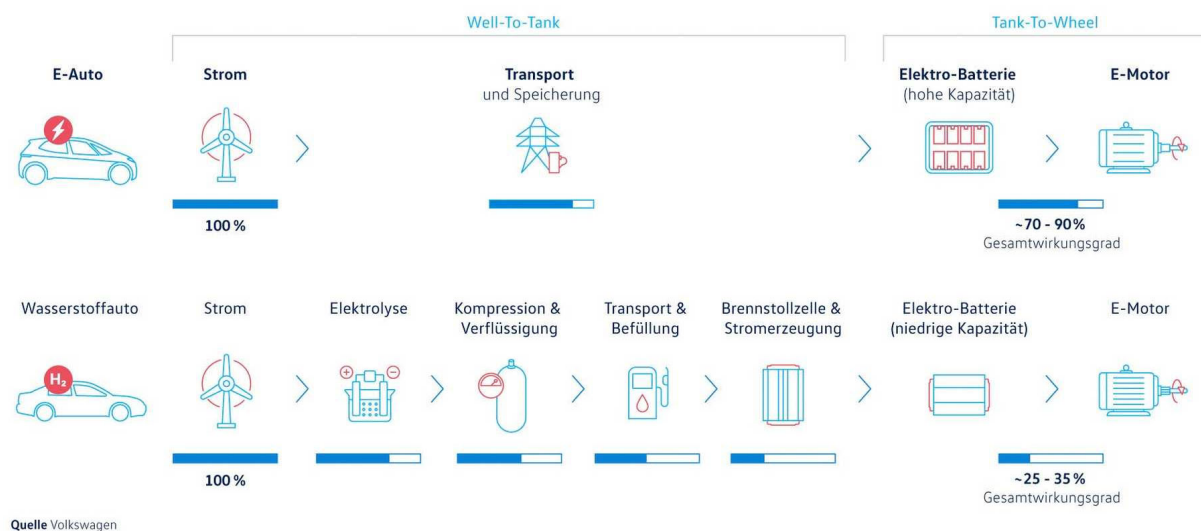 Well-To-Tank
Tank-To-Wheel
E-Auto
Strom
Transport
und Speicherung
Elektro-Batterie
(hohe Kapazität)
E-Motor
100 %
~70 - 90%
Gesamtwirkungsgrad
Wasserstoffauto
Strom
Elektrolyse
Kompression &
Verflüssigung
Transport &
Befüllung
Brennstollzelle &
Stromerzeugung
Elektro-Batterie
(niedrige Kapazität)
E-Motor
H₂
100 %
~25 - 35%
Gesamtwirkungsgrad
Quelle Volkswagen